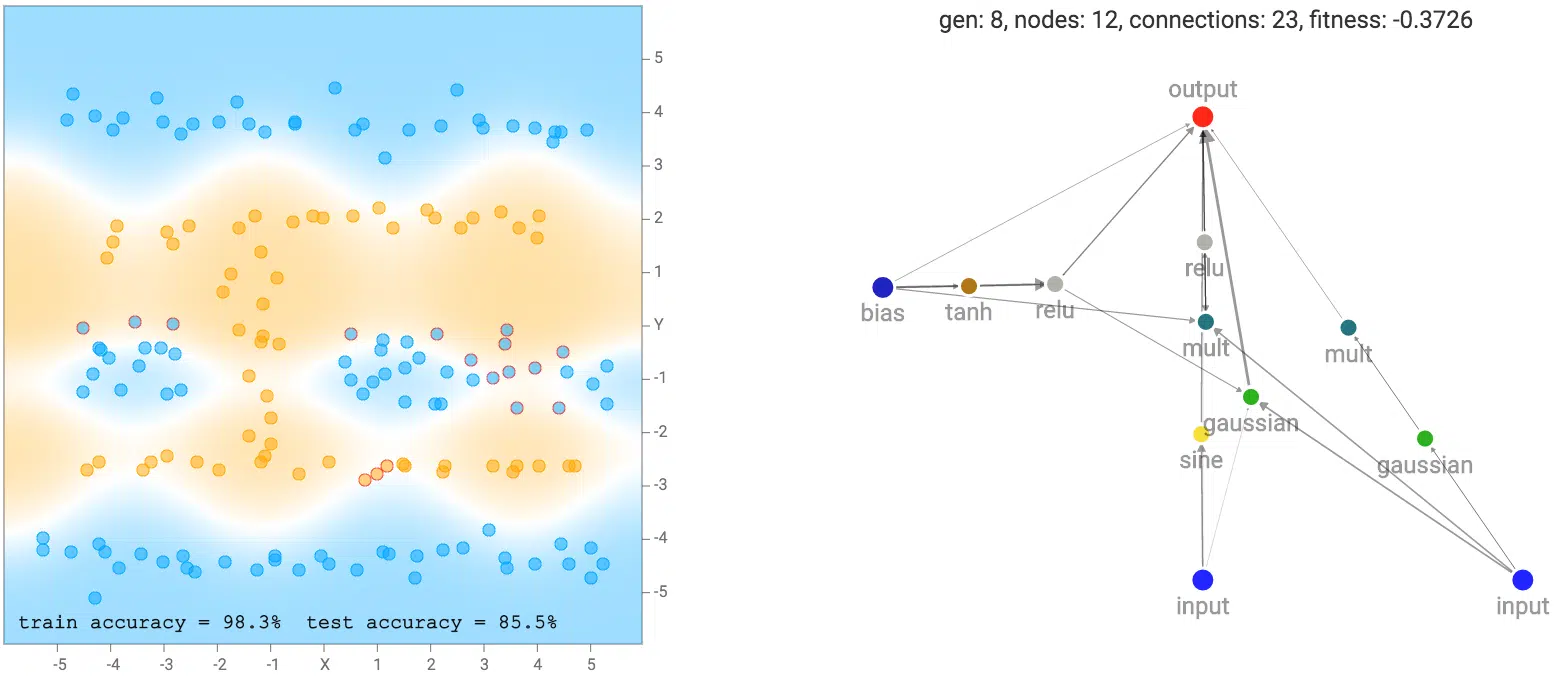 gen: 8, nodes: 12, connections: 23, fitness: -0.3726
output
relu
bias
tanh
relu
mult
mult
gaussian
sine
gaussian
input
input
5
4
3
2
1
Y
-1
-2
-3
-4
-5
train accuracy = 98.3% test accuracy = 85.5%
-5 -4 -3 -2 -1 X 1 2 3 4 5